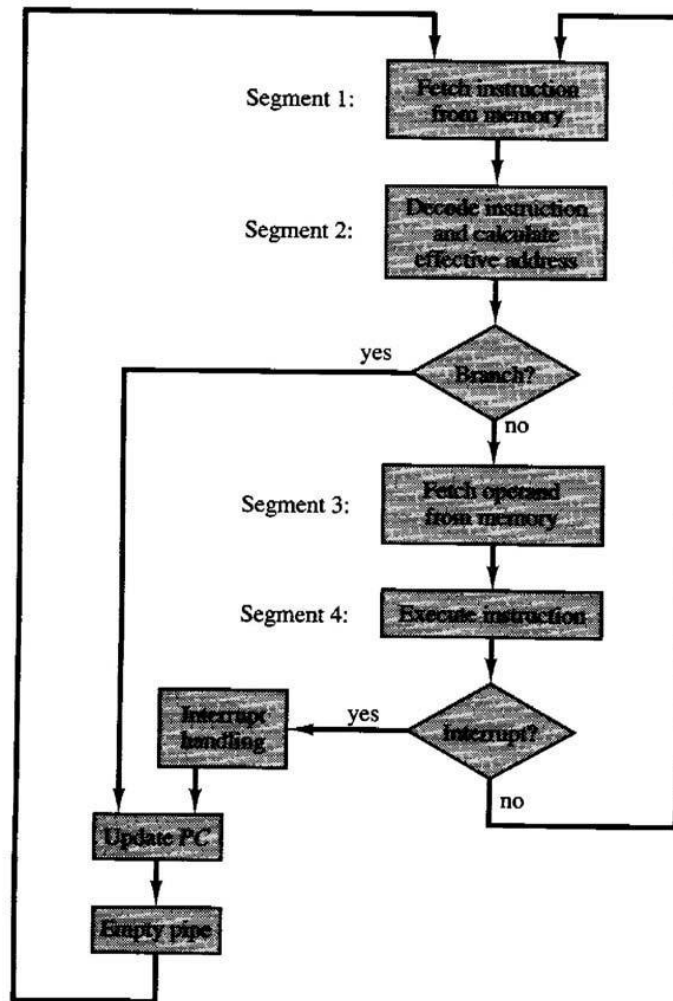 Segment 1:
Fetch instruction
from memory
Segment 2:
Decode instruction
and calculate
effective address
yes
Branch?
no
Segment 3:
Fetch operand
from memory
Segment 4:
Execute instruction
Interrupt
handling
yes
Interrupt?
no
Update PC
Empty pipe